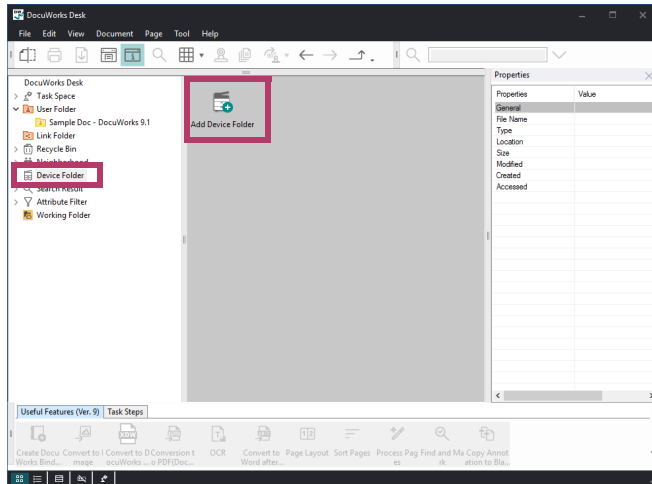 DocuWorks Desk
File Edit View Document Page Tool Help
Properties
DocuWorks Desk
Task Space
User Folder
Sample Doc - DocuWorks 9.1
Link Folder
Recycle Bin
Neighborhood
Device Folder
Search Result
Attribute Filter
Working Folder
Add Device Folder
Properties Value
General
File Name
Type
Location
Size
Modified
Created
Accessed
Useful Features (Ver. 9) Task Steps
Create Docu Convert to I Convert to D Conversion t OCR Convert to Page Layout Sort Pages Process Pag Find and Ma Copy Annot
Works Bind... mage ocuWorks ... o PDF(Doc... Word after... es rk ation to Bla...